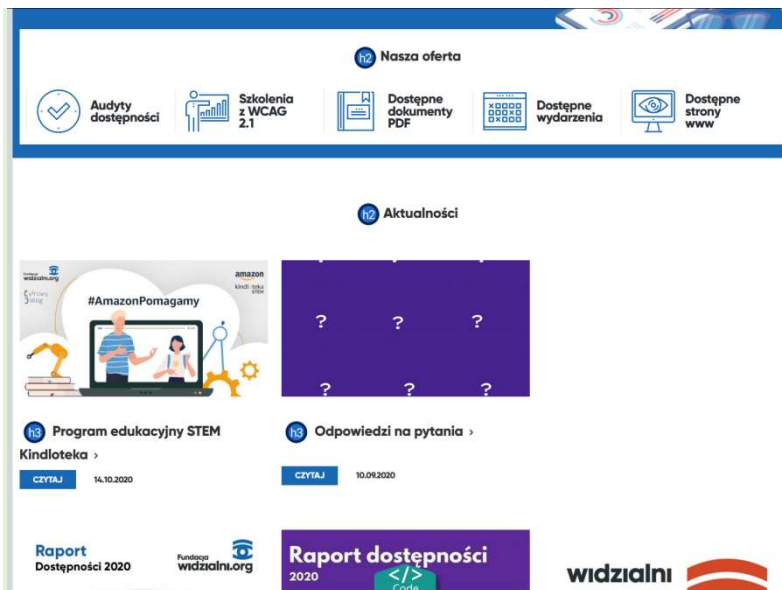 h2 Nasza oferta
Audyty
dostępności
Szkolenia
z WCAG
2.1
Dostępne
dokumenty
PDF
Dostępne
wydarzenia
Dostępne
strony
www
h2 Aktualności
Fundacja
widzialni.org
amazon
STEM
#AmazonPomagamy
? ? ?
? ? ?
h3 Program edukacyjny STEM
Kindloteka ›
CZYTAJ 14.10.2020
h3 Odpowiedzi na pytania ›
CZYTAJ 10.09.2020
Raport
Dostępności 2020
Fundacja
widzialni.org
Raport dostępności
2020
</>
Code
widzialni